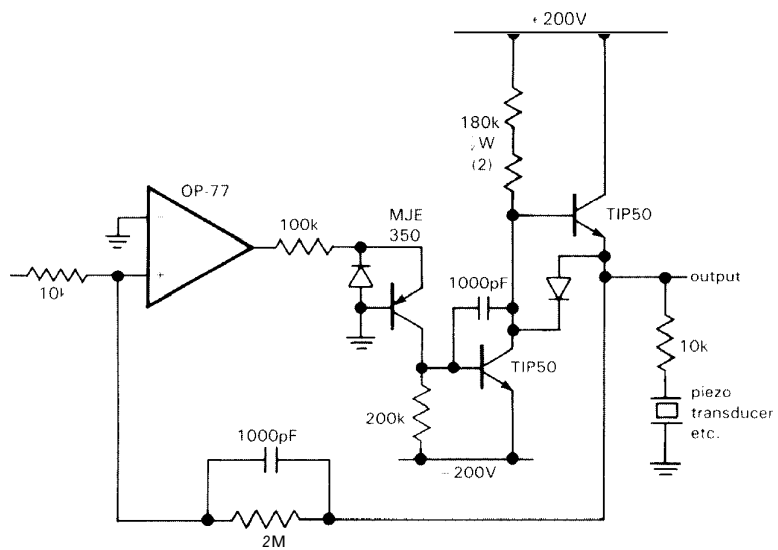 +200V
180k
W
(2)
OP-77
MJE
350
100k
TIP50
−
+
10k
1000pF
output
TIP50
10k
200k
piezo
transducer
etc.
−200V
1000pF
2M